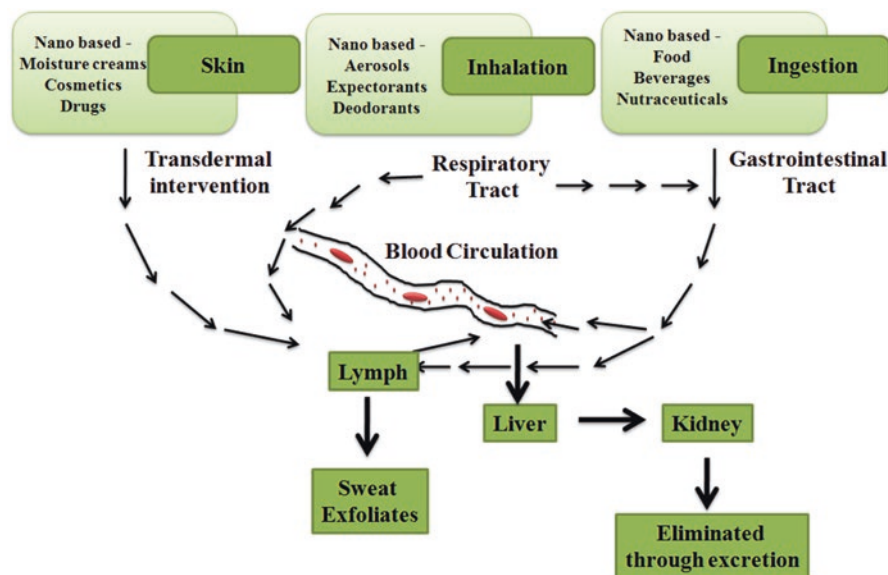 Nano based -
Moisture creams
Cosmetics
Drugs
Skin
Nano based -
Aerosols
Expectorants
Deodorants
Inhalation
Nano based -
Food
Beverages
Nutraceuticals
Ingestion
Transdermal
intervention
Respiratory
Tract
Gastrointestinal
Tract
Blood Circulation
Lymph
Liver
Kidney
Sweat
Exfoliates
Eliminated
through excretion